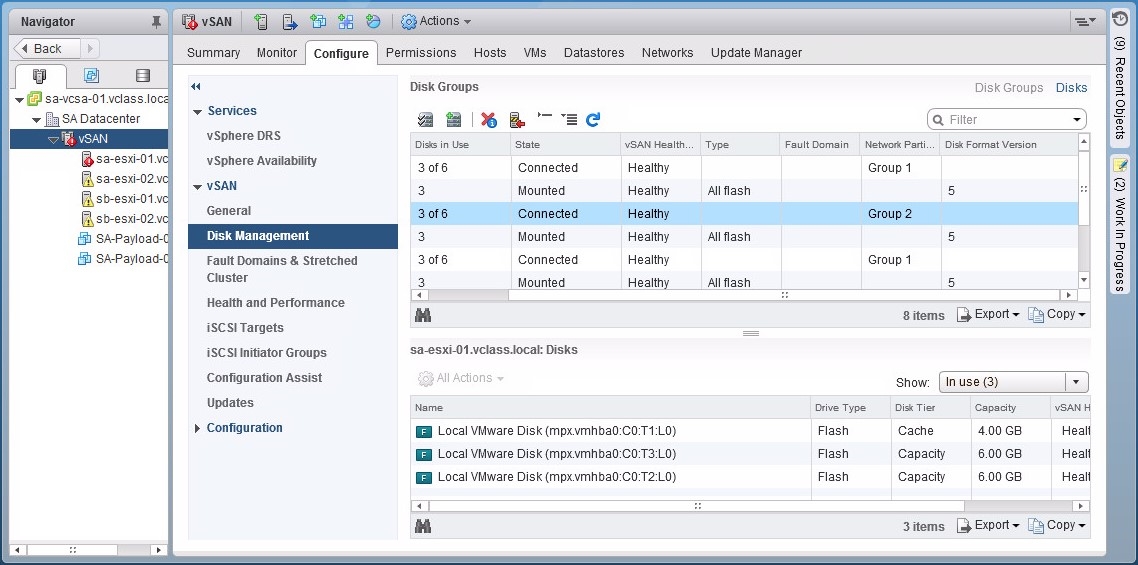 Navigator
vSAN
Actions
Back
Summary Monitor Configure Permissions Hosts VMs Datastores Networks Update Manager
sa-vcsa-01.vclass.loca
SA Datacenter
vSAN
sa-esxi-01.vc
sa-esxi-02.vc
sb-esxi-01.vc
sb-esxi-02.vc
SA-Payload-0
SA-Payload-0
Services
vSphere DRS
vSphere Availability
vSAN
General
Disk Management
Fault Domains & Stretched
Cluster
Health and Performance
iSCSI Targets
iSCSI Initiator Groups
Configuration Assist
Updates
Configuration
Disk Groups
Disk Groups Disks
Filter
Disks in Use State vSAN Health... Type Fault Domain Network Parti... Disk Format Version
3 of 6 Connected Healthy Group 1
3 Mounted Healthy All flash 5
3 of 6 Connected Healthy Group 2
3 Mounted Healthy All flash 5
3 of 6 Connected Healthy Group 1
3 Mounted Healthy All flash 5
8 items Export Copy
sa-esxi-01.vclass.local: Disks
All Actions
Show: In use (3)
Name Drive Type Disk Tier Capacity vSAN H
F Local VMware Disk (mpx.vmhba0:C0:T1:L0) Flash Cache 4.00 GB Healt
F Local VMware Disk (mpx.vmhba0:C0:T3:L0) Flash Capacity 6.00 GB Healt
F Local VMware Disk (mpx.vmhba0:C0:T2:L0) Flash Capacity 6.00 GB Healt
3 items Export Copy
(9) Recent Objects
(2) Work In Progress